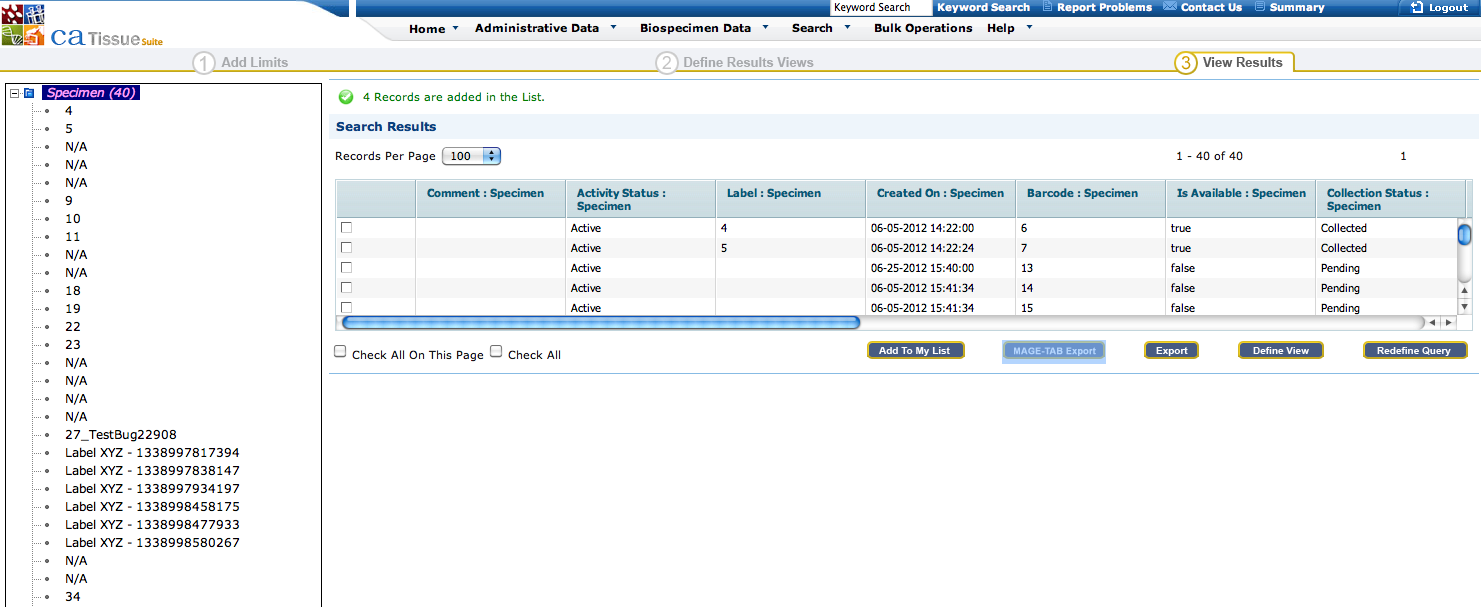 Keyword Search Keyword Search Report Problems Contact Us Summary Logout
ca Tissue Suite
Home Administrative Data Biospecimen Data Search Bulk Operations Help
1 Add Limits 2 Define Results Views 3 View Results
Specimen (40)
4
5
N/A
N/A
N/A
9
10
11
N/A
N/A
18
19
22
23
N/A
N/A
N/A
N/A
27_TestBug22908
Label XYZ - 1338997817394
Label XYZ - 1338997838147
Label XYZ - 1338997934197
Label XYZ - 1338998458175
Label XYZ - 1338998477933
Label XYZ - 1338998580267
N/A
N/A
34
4 Records are added in the List.
Search Results
Records Per Page 100 1 - 40 of 40 1
Comment : Specimen Activity Status : Specimen Label : Specimen Created On : Specimen Barcode : Specimen Is Available : Specimen Collection Status : Specimen
Active 4 06-05-2012 14:22:00 6 true Collected
Active 5 06-05-2012 14:22:24 7 true Collected
Active 06-25-2012 15:40:00 13 false Pending
Active 06-05-2012 15:41:34 14 false Pending
Active 06-05-2012 15:41:34 15 false Pending
Check All On This Page Check All Add To My List MAGE-TAB Export Export Define View Redefine Query